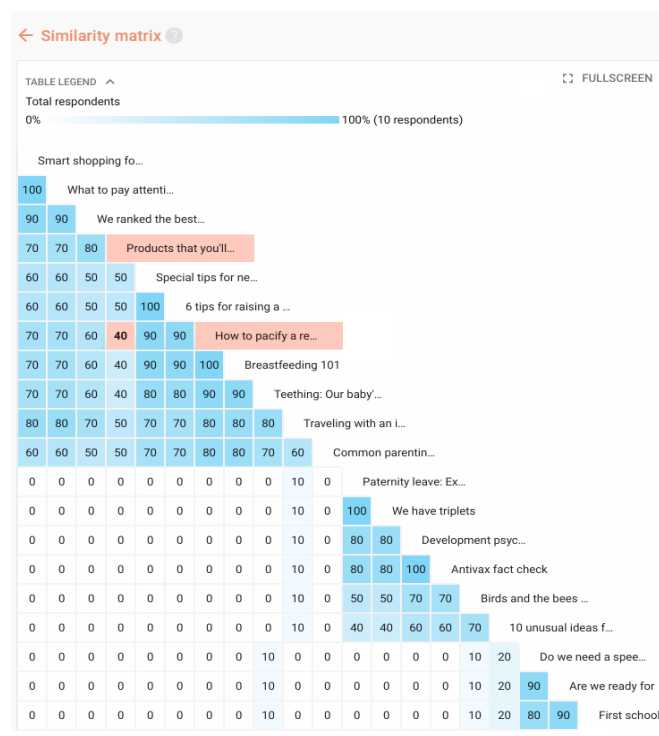 Similarity matrix ?
TABLE LEGEND
FULLSCREEN
Total respondents
0% 100% (10 respondents)
Smart shopping fo...
100 What to pay attenti...
90 90 We ranked the best...
70 70 80 Products that you'll...
60 60 50 50 Special tips for ne...
60 60 50 50 100 6 tips for raising a ...
70 70 60 40 90 90 How to pacify a re...
70 70 60 40 90 90 100 Breastfeeding 101
70 70 60 40 80 80 90 90 Teething: Our baby'...
80 80 70 50 70 70 80 80 80 Traveling with an i...
60 60 50 50 70 70 80 80 70 60 Common parentin...
0 0 0 0 0 0 0 0 0 10 0 Paternity leave: Ex...
0 0 0 0 0 0 0 0 0 10 0 100 We have triplets
0 0 0 0 0 0 0 0 0 10 0 80 80 Development psyc...
0 0 0 0 0 0 0 0 0 10 0 80 80 100 Antivax fact check
0 0 0 0 0 0 0 0 0 10 0 50 50 70 70 Birds and the bees ...
0 0 0 0 0 0 0 0 0 10 0 40 40 60 60 70 10 unusual ideas f...
0 0 0 0 0 0 0 0 10 0 0 0 0 0 0 10 20 Do we need a spee...
0 0 0 0 0 0 0 0 10 0 0 0 0 0 0 10 20 90 Are we ready for
0 0 0 0 0 0 0 0 10 0 0 0 0 0 0 10 20 80 90 First school